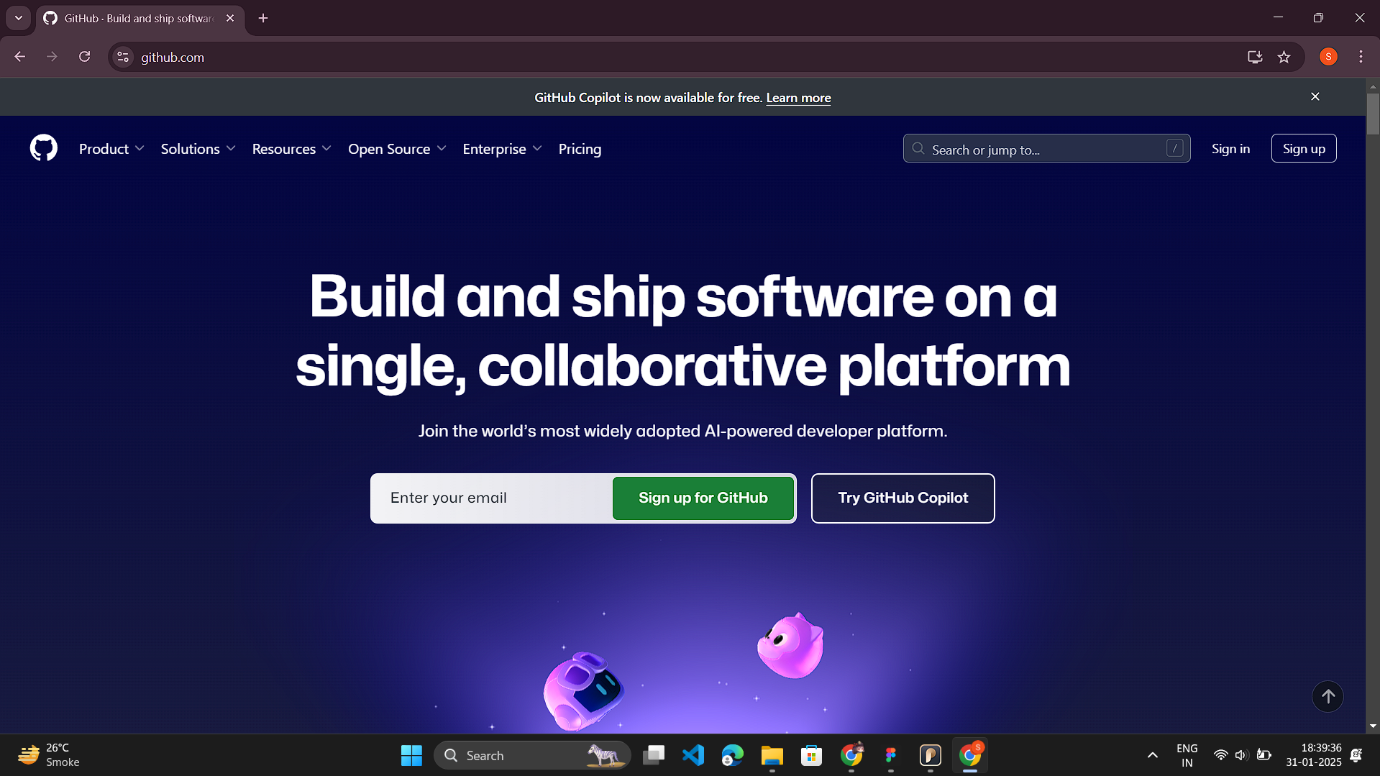 GitHub · Build and ship softwar
github.com
S
GitHub Copilot is now available for free. Learn more
Product Solutions Resources Open Source Enterprise Pricing
Search or jump to...
/
Sign in
Sign up
Build and ship software on a
single, collaborative platform
Join the world's most widely adopted AI-powered developer platform.
Enter your email
Sign up for GitHub
Try GitHub Copilot
26°C
Smoke
Search
S
ENG
IN
18:39:36
31-01-2025